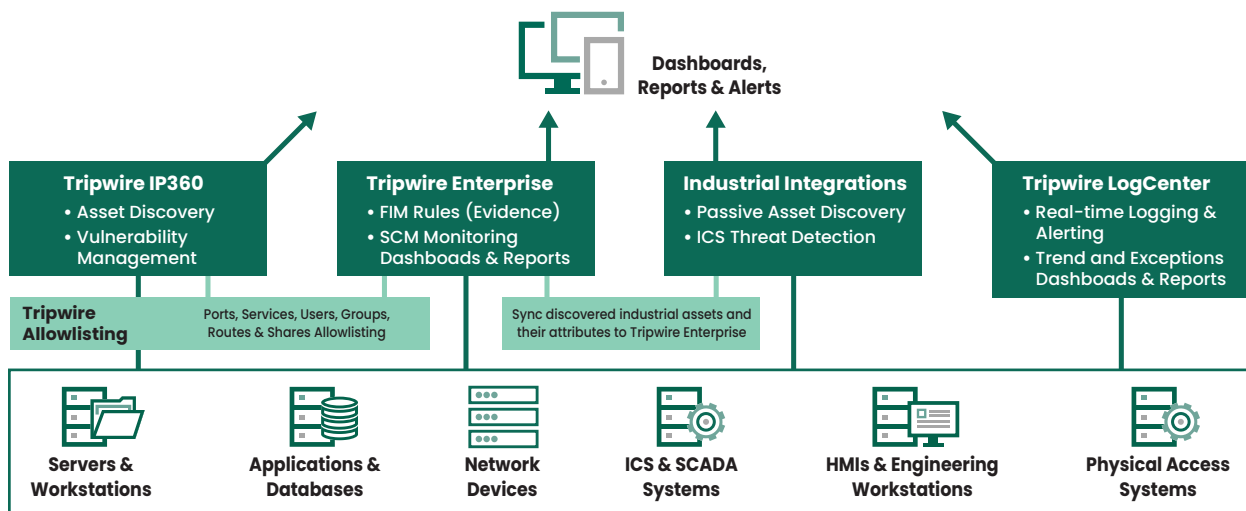 Dashboards,
Reports & Alerts
Tripwire IP360
• Asset Discovery
• Vulnerability
Management
Tripwire Enterprise
• FIM Rules (Evidence)
• SCM Monitoring
Dashboads & Reports
Industrial Integrations
• Passive Asset Discovery
• ICS Threat Detection
Tripwire LogCenter
• Real-time Logging &
Alerting
• Trend and Exceptions
Dashboads & Reports
Tripwire
Allowlisting
Ports, Services, Users, Groups,
Routes & Shares Allowlisting
Sync discovered industrial assets and
their attributes to Tripwire Enterprise
Servers &
Workstations
Applications &
Databases
Network
Devices
ICS & SCADA
Systems
HMIs & Engineering
Workstations
Physical Access
Systems